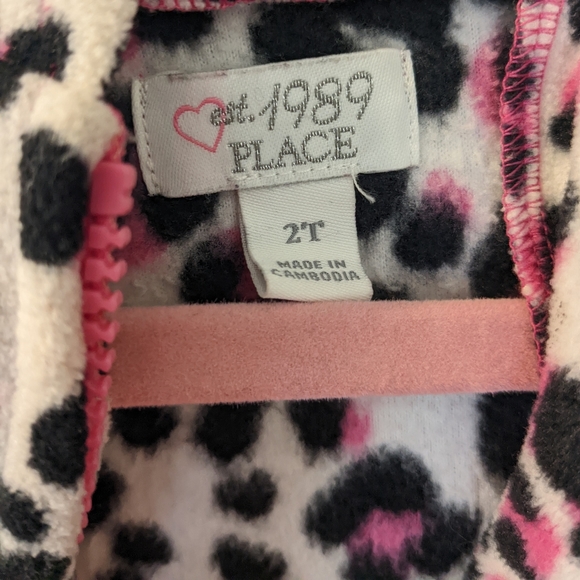 est. 1989
PLACE
2T
MADE IN
CAMBODIA